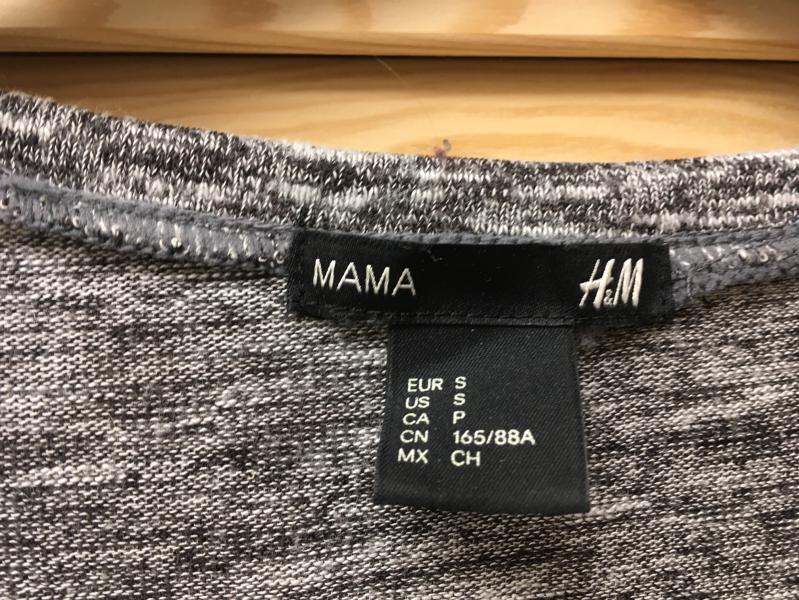 MAMA H&M
EUR S
US S
CA P
CN 165/88A
MX CH